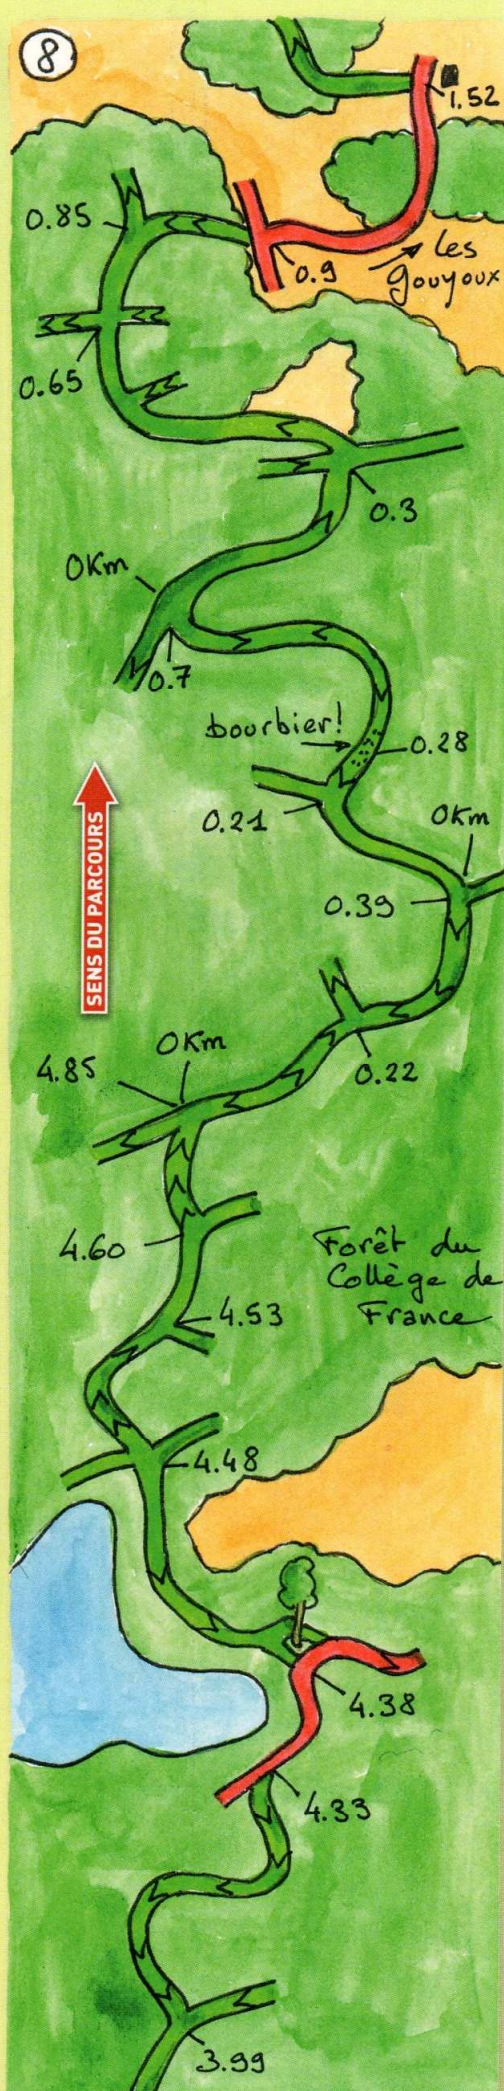 8
1.52
0.85
0.9
les
gouyoux
0.65
0.3
0Km
0.7
bourbier!
0.28
0.21
0Km
0.39
SENS DU PARCOURS
0Km
4.85
0.22
4.60
Forêt du
Collège de
France
4.53
4.48
4.38
4.33
3.99